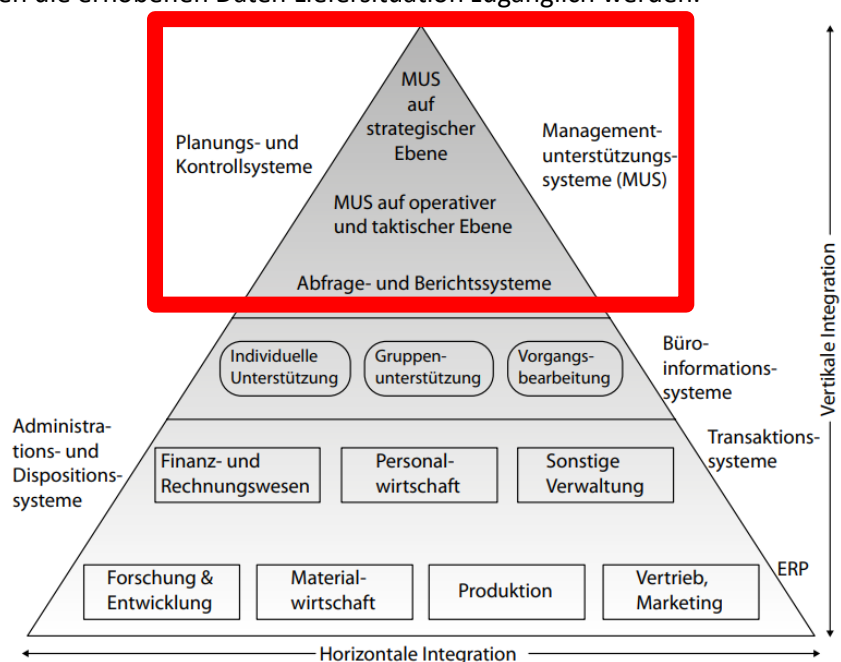 die erhobenen Daten Liefersituation zugänglich werden.
MUS
auf
strategischer
Ebene
Planungs- und
Kontrollsysteme
Management-
unterstützungs-
systeme (MUS)
MUS auf operativer
und taktischer Ebene
Abfrage- und Berichtssysteme
Individuelle
Unterstützung
Gruppen-
unterstützung
Vorgangs-
bearbeitung
Büro-
informations-
systeme
Vertikale Integration
Administra-
tions- und
Dispositions-
systeme
Finanz- und
Rechnungswesen
Personal-
wirtschaft
Sonstige
Verwaltung
Transaktions-
systeme
Forschung &
Entwicklung
Material-
wirtschaft
Produktion
Vertrieb,
Marketing
ERP
Horizontale Integration